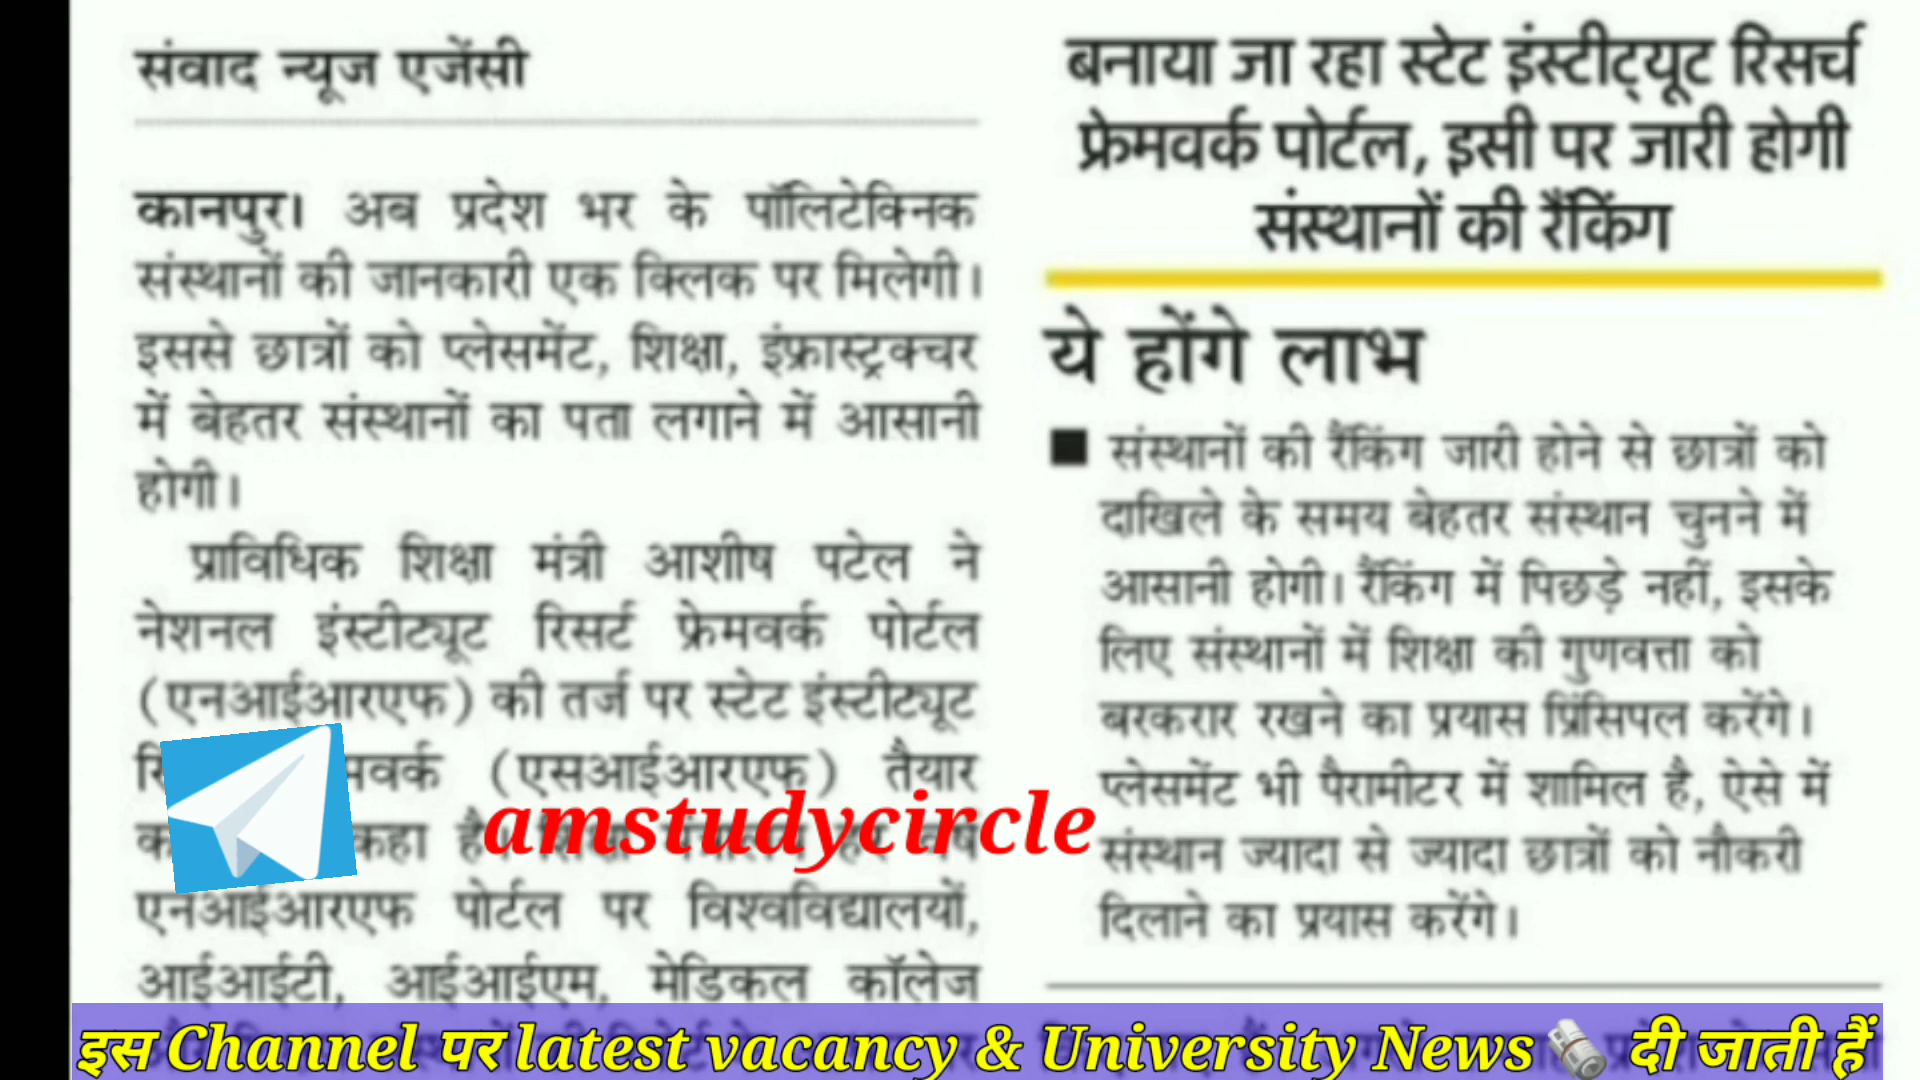 संवाद न्यूज एजेंसी
कानपुर। अब प्रदेश भर के पॉलिटेक्निक
संस्थानों की जानकारी एक क्लिक पर मिलेगी।
इससे छात्रों को प्लेसमेंट, शिक्षा, इंफ्रास्ट्रक्चर
में बेहतर संस्थानों का पता लगाने में आसानी
होगी।
प्राविधिक शिक्षा मंत्री आशीष पटेल ने
नेशनल इंस्टीट्यूट रिसर्ट फ्रेमवर्क पोर्टल
(एनआईआरएफ) की तर्ज पर स्टेट इंस्टीट्यूट
(एसआईआरएफ) तैयार
कहा है।
एनआईआरएफ पोर्टल पर विश्वविद्यालयों,
आईआईटी, आईआईएम, मेडिकल कॉलेज
बनाया जा रहा स्टेट इंस्टीट्यूट रिसर्च
फ्रेमवर्क पोर्टल, इसी पर जारी होगी
संस्थानों की रैंकिंग
ये होंगे लाभ
■ संस्थानों की रैंकिंग जारी होने से छात्रों को
दाखिले के समय बेहतर संस्थान चुनने में
आसानी होगी। रैंकिंग में पिछड़े नहीं, इसके
लिए संस्थानों में शिक्षा की गुणवत्ता को
बरकरार रखने का प्रयास प्रिंसिपल करेंगे।
प्लेसमेंट भी पैरामीटर में शामिल है, ऐसे में
संस्थान ज्यादा से ज्यादा छात्रों को नौकरी
दिलाने का प्रयास करेंगे।
amstudycircle
इस Channel पर latest vacancy & University News दी जाती हैं